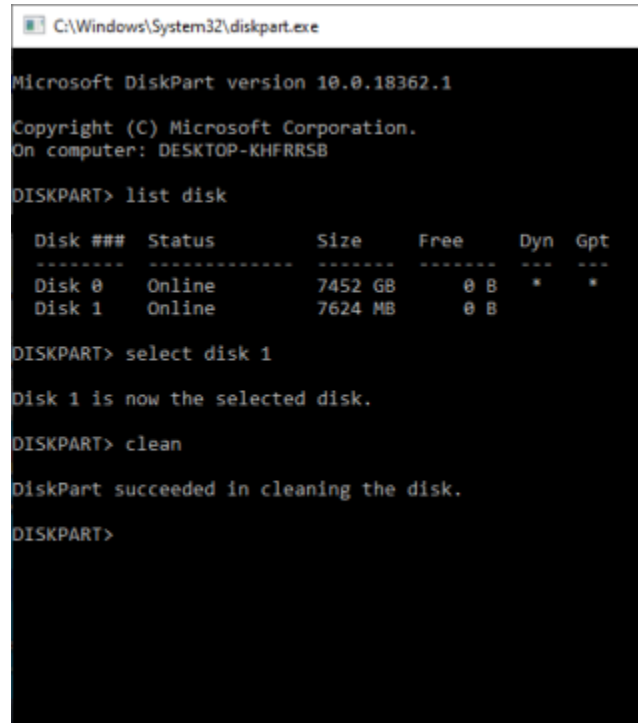 C:\Windows\System32\diskpart.exe
Microsoft DiskPart version 10.0.18362.1
Copyright (C) Microsoft Corporation.
On computer: DESKTOP-KHFRRSB
DISKPART> list disk
Disk ### Status Size Free Dyn Gpt
-------- ------------- ------- ------- --- ---
Disk 0 Online 7452 GB 0 B * *
Disk 1 Online 7624 MB 0 B
DISKPART> select disk 1
Disk 1 is now the selected disk.
DISKPART> clean
DiskPart succeeded in cleaning the disk.
DISKPART>